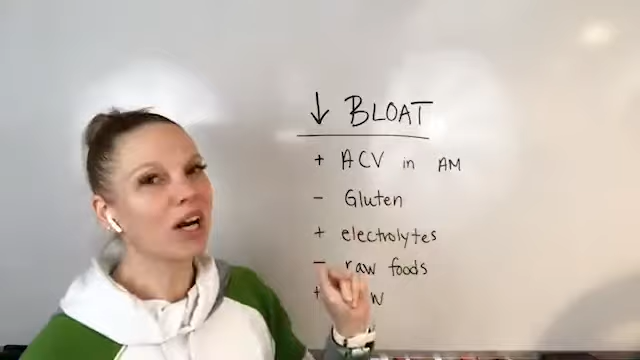 ↓ BLOAT
+ ACV in AM
- Gluten
+ electrolytes
- raw foods
+